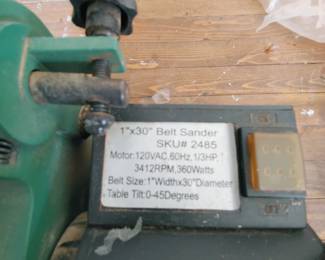 1"x30" Belt Sander
SKU# 2485
Motor:120VAC,60Hz,1/3HP,
3412RPM,360Watts
Belt Size:1"Widthx30"Diameter
Table Tilt:0-45Degrees